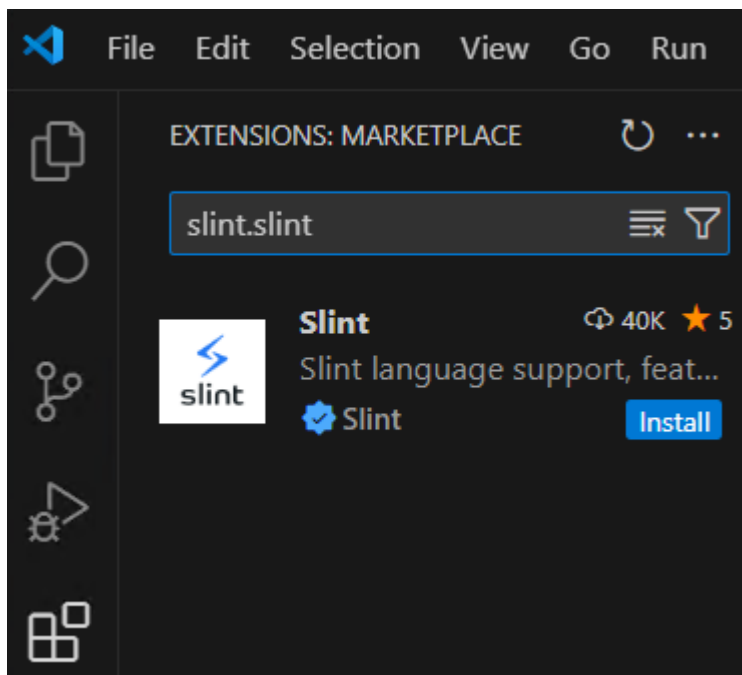 File Edit Selection View Go Run
EXTENSIONS: MARKETPLACE
slint.slint
Slint 40K 5
slint
Slint language support, feat...
Slint Install